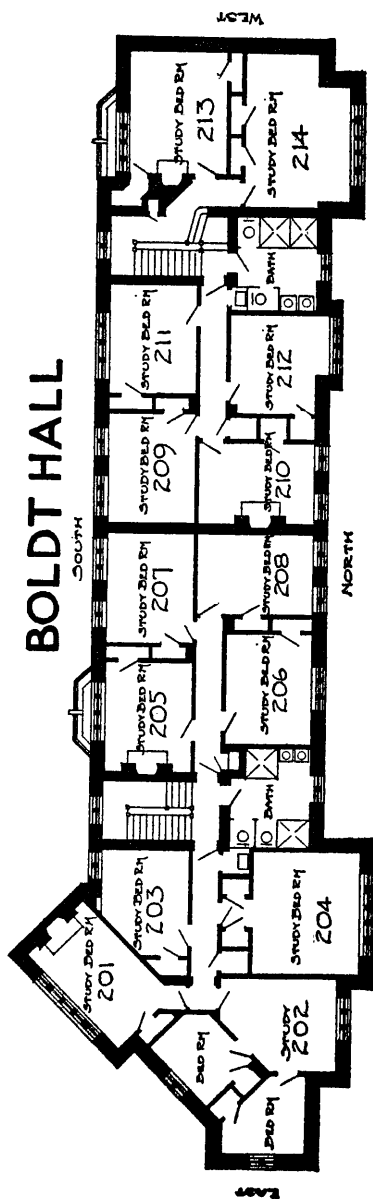 WEST
BOLDT HALL
SOUTH
NORTH
EAST
STUDY BED RM
213
STUDY BED RM
214
BATH
STUDY BED RM
211
STUDY BED RM
212
STUDY BED RM
209
STUDY BED RM
210
STUDY BED RM
207
STUDY BED RM
208
STUDY BED RM
205
STUDY BED RM
206
BATH
STUDY BED RM
203
STUDY BED RM
204
STUDY BED RM
201
STUDY
202
BED RM
BED RM